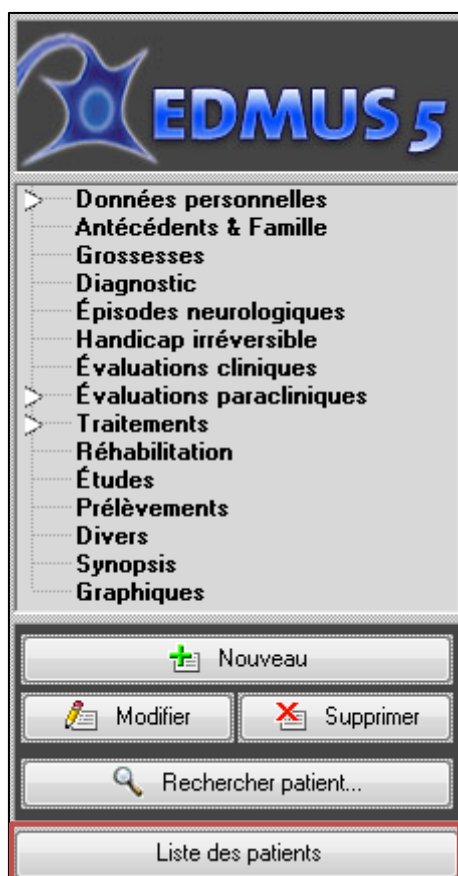 EDMUS 5
Données personnelles
Antécédents & Famille
Grossesses
Diagnostic
Épisodes neurologiques
Handicap irréversible
Évaluations cliniques
Évaluations paracliniques
Traitements
Réhabilitation
Études
Prélèvements
Divers
Synopsis
Graphiques
Nouveau
Modifier Supprimer
Rechercher patient...
Liste des patients